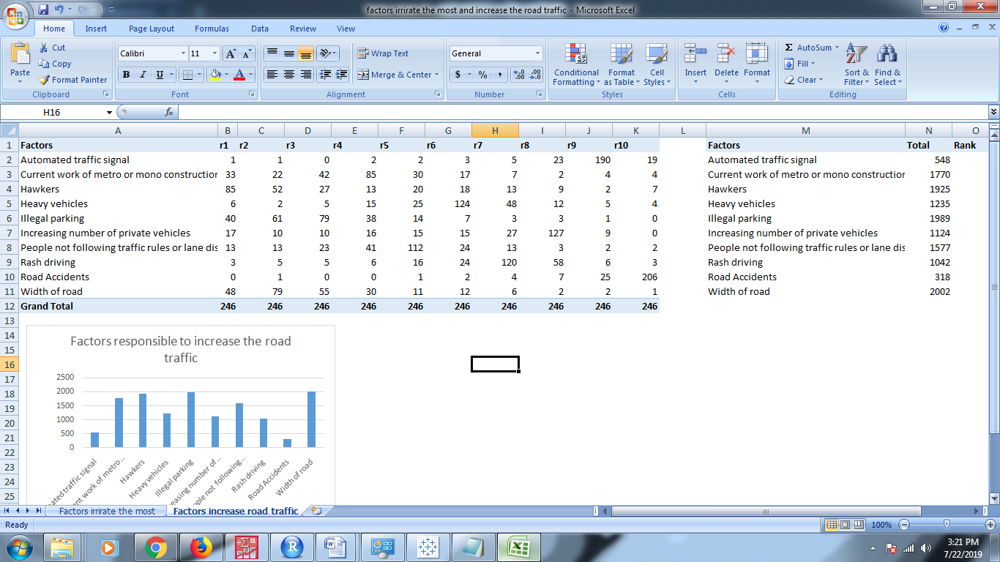 factors irrirate the most and increase the road traffic - Microsoft Excel
Home Insert Page Layout Formulas Data Review View
Paste Cut Copy Format Painter Clipboard
Calibri 11 A A B I U A Font
Wrap Text Merge & Center Alignment
General $ % , .00 .0 Number
Conditional Formatting Format as Table Cell Styles Styles
Insert Delete Format Cells
Σ AutoSum Fill Clear Sort & Filter Find & Select Editing
H16 fx
A B C D E F G H I J K L M N O
1 Factors r1 r2 r3 r4 r5 r6 r7 r8 r9 r10 Factors Total Rank
2 Automated traffic signal 1 1 0 2 2 3 5 23 190 19 Automated traffic signal 548
3 Current work of metro or mono construction 33 22 42 85 30 17 7 2 4 4 Current work of metro or mono construction 1770
4 Hawkers 85 52 27 13 20 18 13 9 2 7 Hawkers 1925
5 Heavy vehicles 6 2 5 15 25 124 48 12 5 4 Heavy vehicles 1235
6 Illegal parking 40 61 79 38 14 7 3 3 1 0 Illegal parking 1989
7 Increasing number of private vehicles 17 10 10 16 15 15 27 127 9 0 Increasing number of private vehicles 1124
8 People not following traffic rules or lane dis 13 13 23 41 112 24 13 3 2 2 People not following traffic rules or lane dis 1577
9 Rash driving 3 5 5 6 16 24 120 58 6 3 Rash driving 1042
10 Road Accidents 0 1 0 0 1 2 4 7 25 206 Road Accidents 318
11 Width of road 48 79 55 30 11 12 6 2 2 1 Width of road 2002
12 Grand Total 246 246 246 246 246 246 246 246 246 246
13
14
15
16
17
18
19
20
21
22
23
24
25
Factors responsible to increase the road
traffic
2500
2000
1500
1000
500
0
ated traffic signal
nt work of metro...
Hawkers
Heavy vehicles
Illegal parking
reasing number of...
ople not following...
Rash driving
Road Accidents
Width of road
Factors irrirate the most Factors increase road traffic
Ready 100%
3:21 PM
7/22/2019